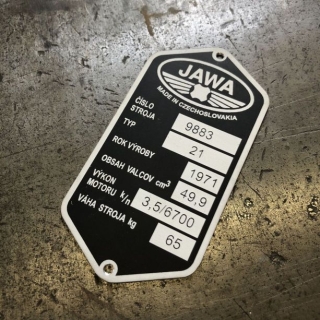 JAWA
MADE IN CZECHOSLOVAKIA
ČÍSLO STROJA 9883
TYP 21
ROK VÝROBY 1971
OBSAH VALCOV cm³ 49,9
VÝKON MOTORU k/n 3,5/6700
VÁHA STROJA kg 65